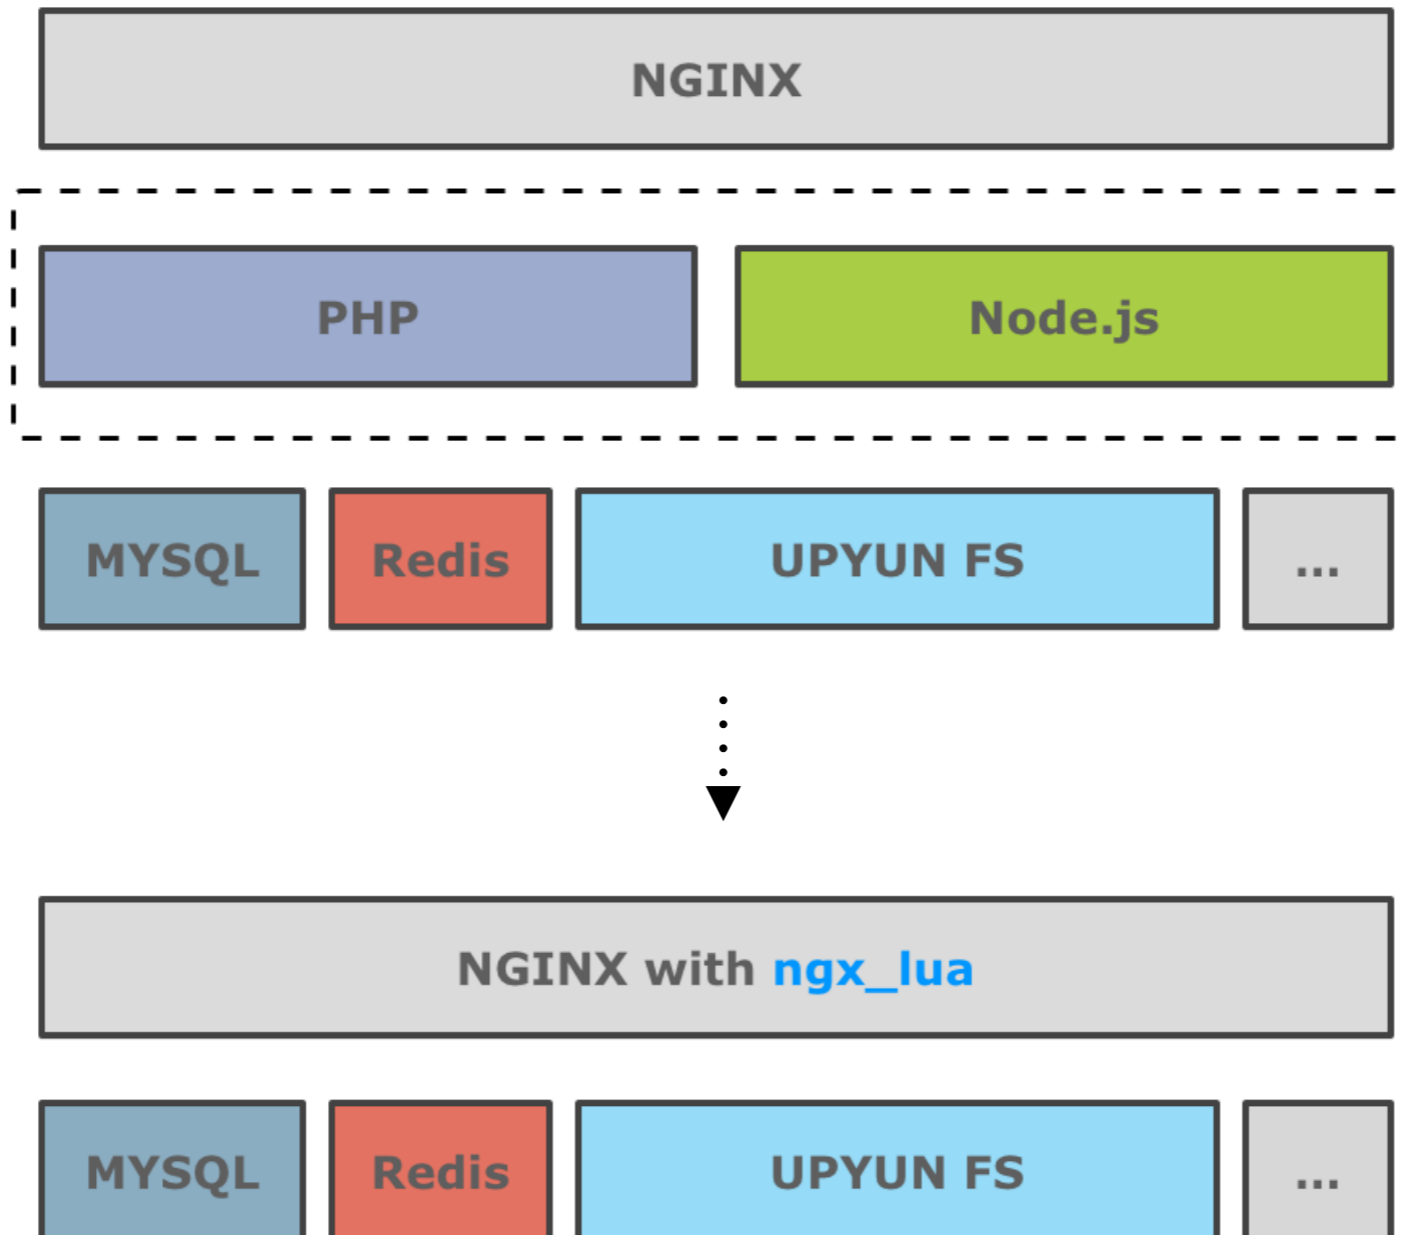 NGINX
PHP
Node.js
MYSQL
Redis
UPYUN FS
...
NGINX with ngx_lua
MYSQL
Redis
UPYUN FS
...